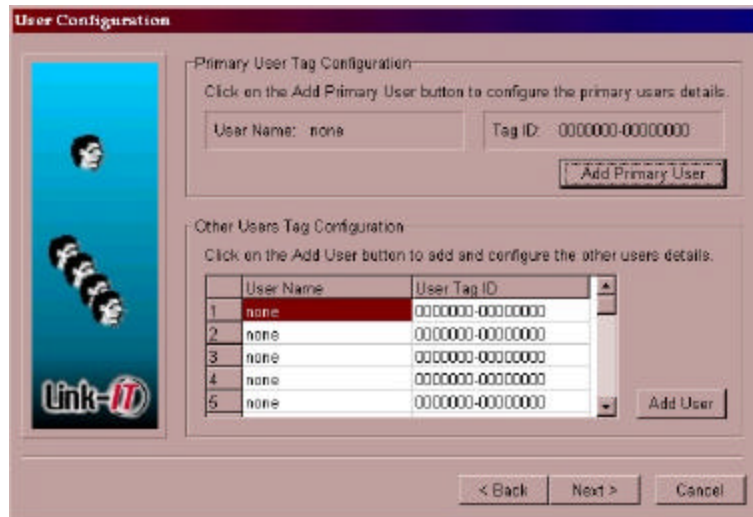 User Configuration
Primary User Tag Configuration
Click on the Add Primary User button to configure the primary users details.
User Name: none
Tag ID: 0000000-00000000
Add Primary User
Other Users Tag Configuration
Click on the Add User button to add and configure the other users details.
User Name User Tag ID
1 none 0000000-00000000
2 none 0000000-00000000
3 none 0000000-00000000
4 none 0000000-00000000
5 none 0000000-00000000
Link-IT
Add User
< Back
Next >
Cancel